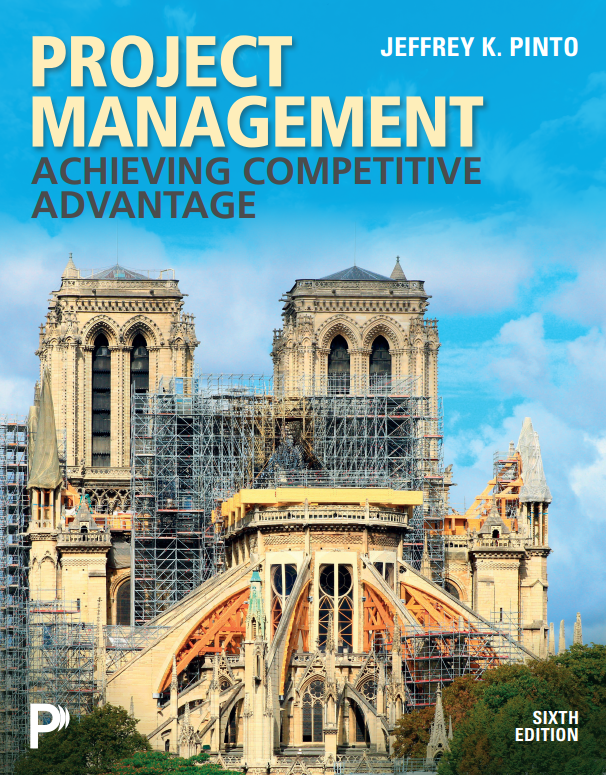 JEFFREY K. PINTO
PROJECT
MANAGEMENT
ACHIEVING COMPETITIVE
ADVANTAGE
P
SIXTH
EDITION